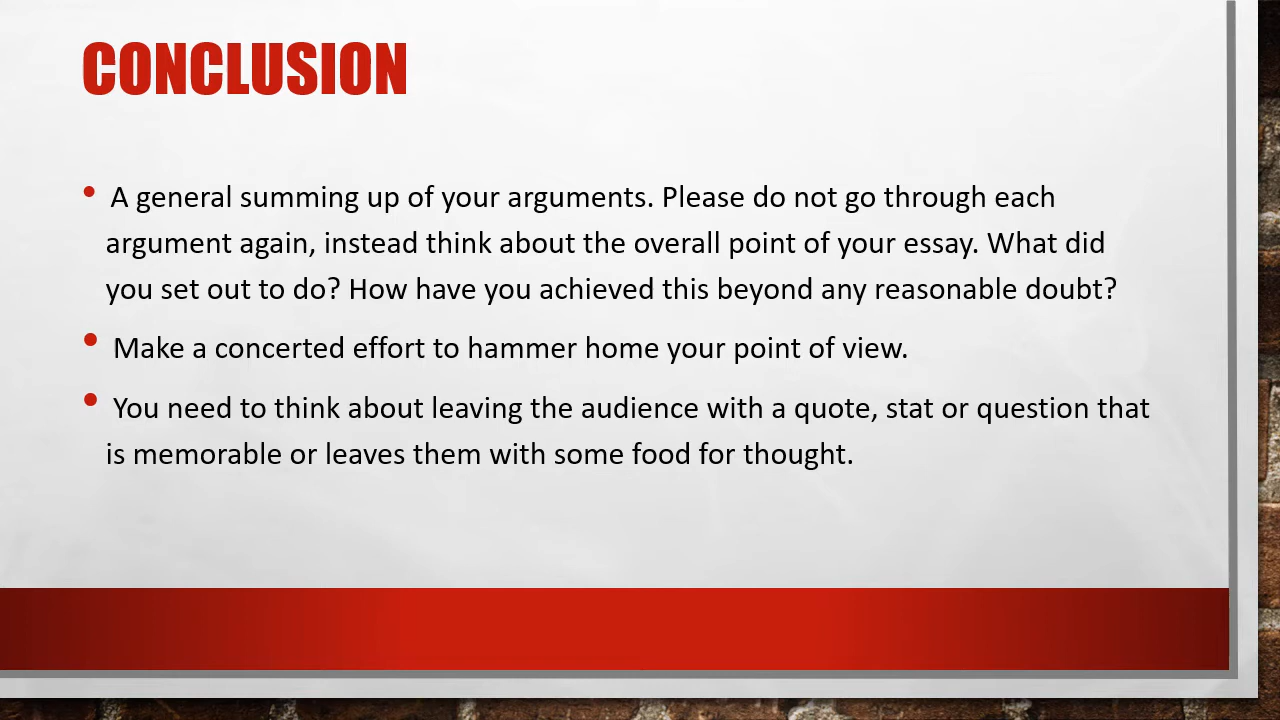 CONCLUSION
• A general summing up of your arguments. Please do not go through each
argument again, instead think about the overall point of your essay. What did
you set out to do? How have you achieved this beyond any reasonable doubt?
• Make a concerted effort to hammer home your point of view.
• You need to think about leaving the audience with a quote, stat or question that
is memorable or leaves them with some food for thought.